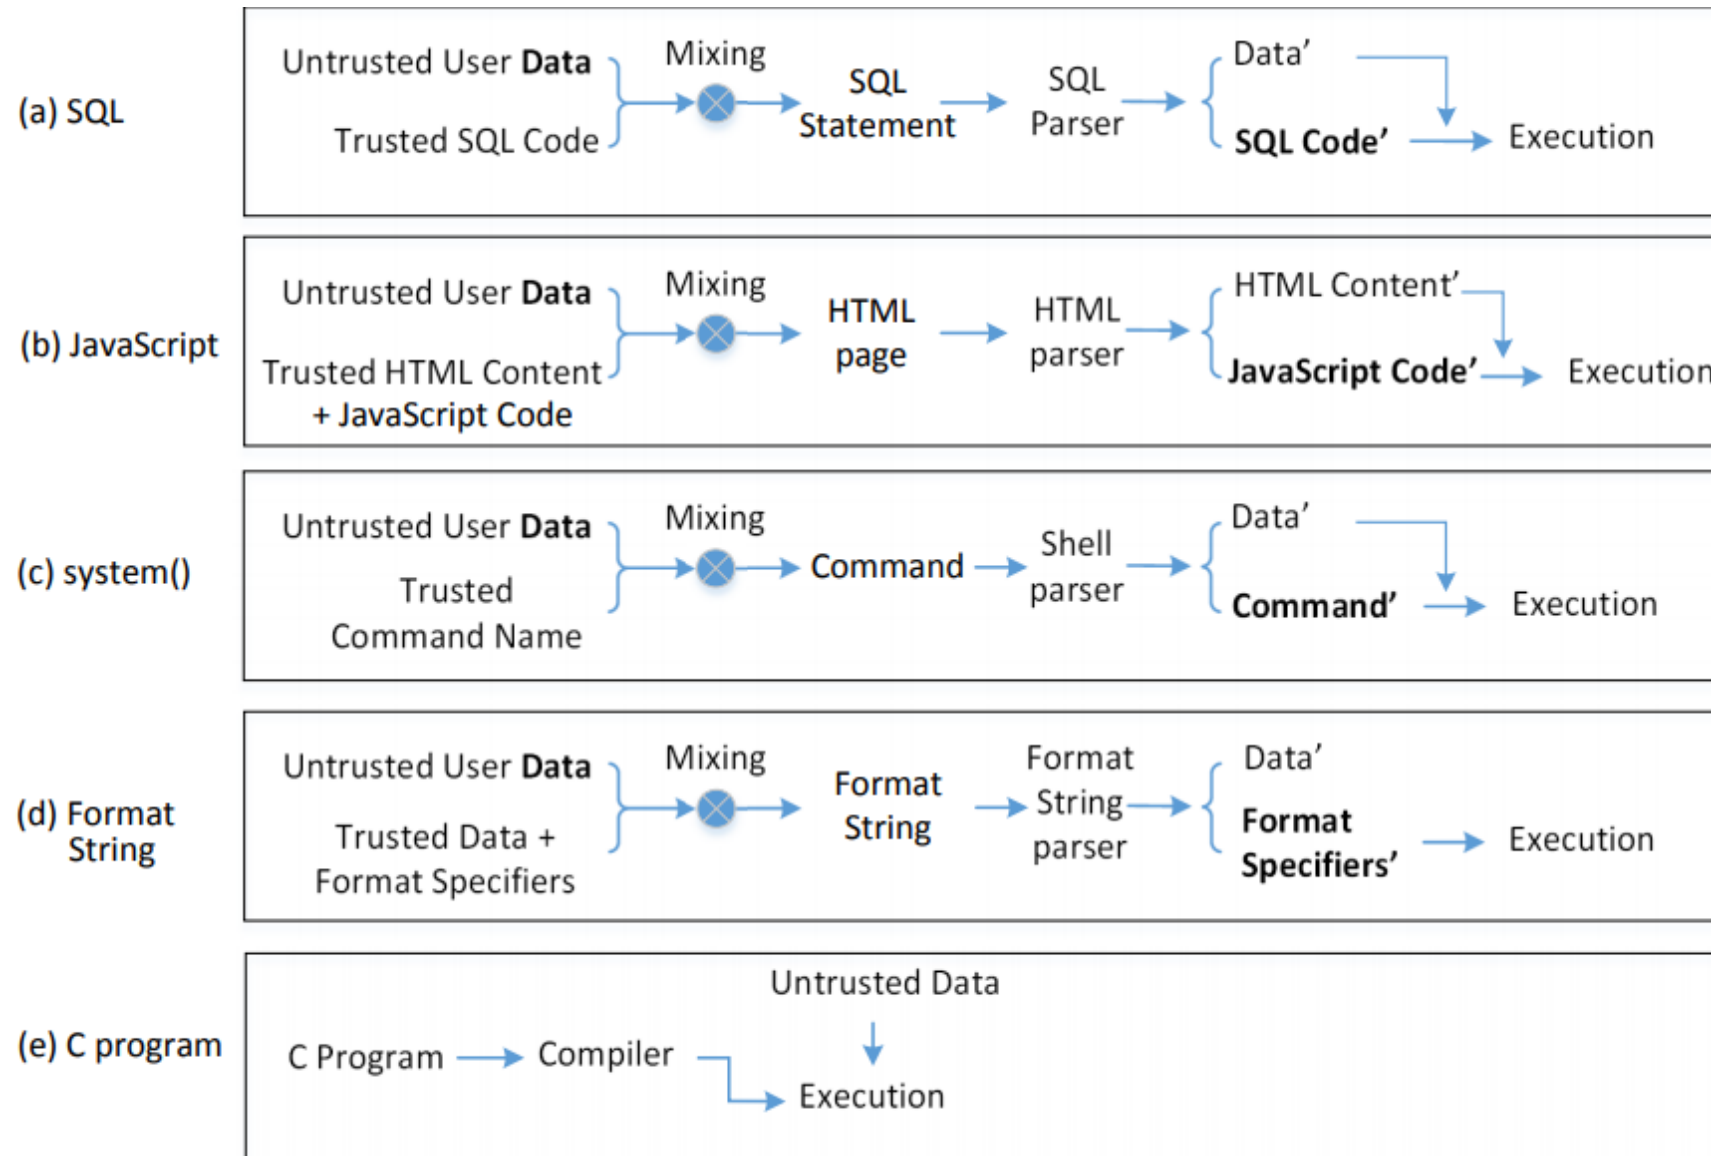 (a) SQL
Untrusted User Data
Trusted SQL Code
Mixing
SQL
Statement
SQL
Parser
Data’
SQL Code’
Execution
(b) JavaScript
Untrusted User Data
Trusted HTML Content
+ JavaScript Code
Mixing
HTML
page
HTML
parser
HTML Content’
JavaScript Code’
Execution
(c) system()
Untrusted User Data
Trusted
Command Name
Mixing
Command
Shell
parser
Data’
Command’
Execution
(d) Format
String
Untrusted User Data
Trusted Data +
Format Specifiers
Mixing
Format
String
Format
String
parser
Data’
Format
Specifiers’
Execution
(e) C program
C Program
Compiler
Untrusted Data
Execution